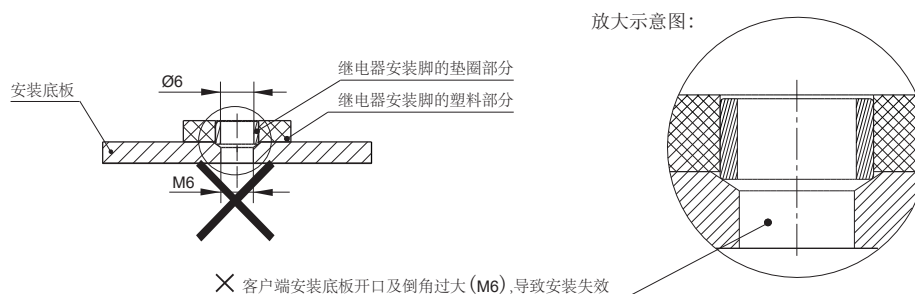 放大示意图：
安装底板
Ø6
继电器安装脚的垫圈部分
继电器安装脚的塑料部分
M6
客户端安装底板开口及倒角过大(M6),导致安装失效